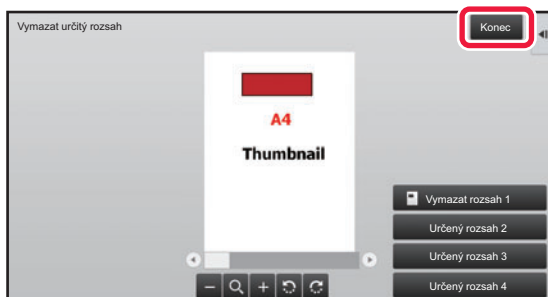 Vymazat určitý rozsah
Konec
A4
Thumbnail
Vymazat rozsah 1
Určený rozsah 2
Určený rozsah 3
Určený rozsah 4